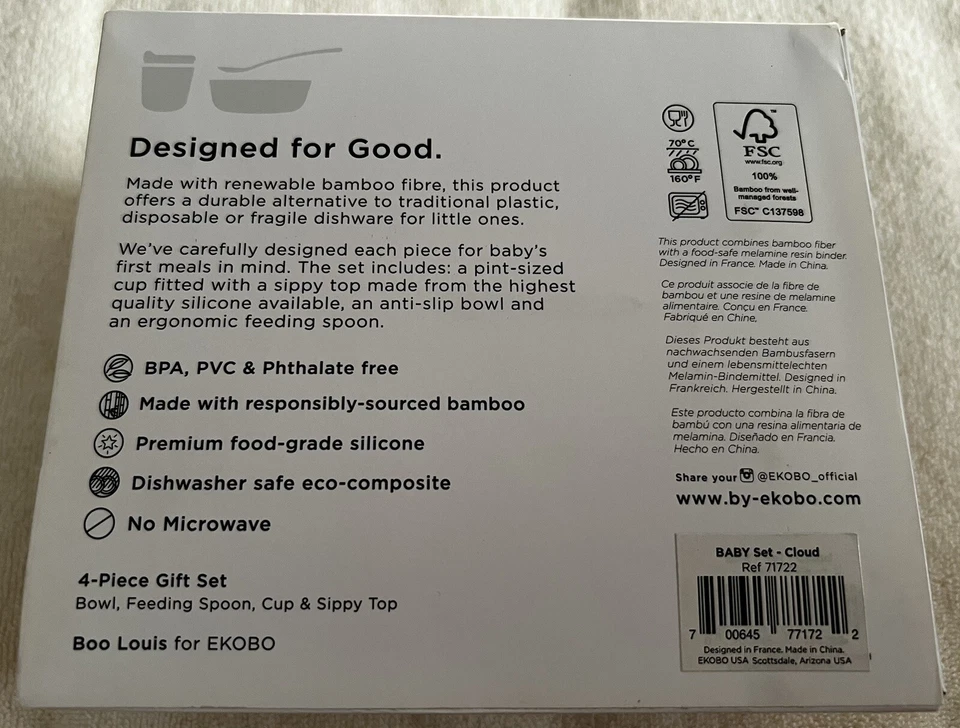 Designed for Good.
Made with renewable bamboo fibre, this product
offers a durable alternative to traditional plastic,
disposable or fragile dishware for little ones.
We've carefully designed each piece for baby's
first meals in mind. The set includes: a pint-sized
cup fitted with a sippy top made from the highest
quality silicone available, an anti-slip bowl and
an ergonomic feeding spoon.
BPA, PVC & Phthalate free
Made with responsibly-sourced bamboo
Premium food-grade silicone
Dishwasher safe eco-composite
No Microwave
4-Piece Gift Set
Bowl, Feeding Spoon, Cup & Sippy Top
Boo Louis for EKOBO
70°C
160°F
FSC™
www.fsc.org
100%
Bamboo from well-
managed forests
FSC™ C137598
This product combines bamboo fiber
with a food-safe melamine resin binder.
Designed in France. Made in China.
Ce produit associe de la fibre de
bambou et une resine de melamine
alimentaire. Conçu en France.
Fabriqué en Chine.
Dieses Produkt besteht aus
nachwachsenden Bambusfasern
und einem lebensmittelechten
Melamin-Bindemittel. Designed in
Frankreich. Hergestellt in China.
Este producto combina la fibra de
bambú con una resina alimentaria de
melamina. Diseñado en Francia.
Hecho en China.
Share your @EKOBO_official
www.by-ekobo.com
BABY Set - Cloud
Ref 71722
7 00645 77172 2
Designed in France. Made in China.
EKOBO USA Scottsdale, Arizona USA